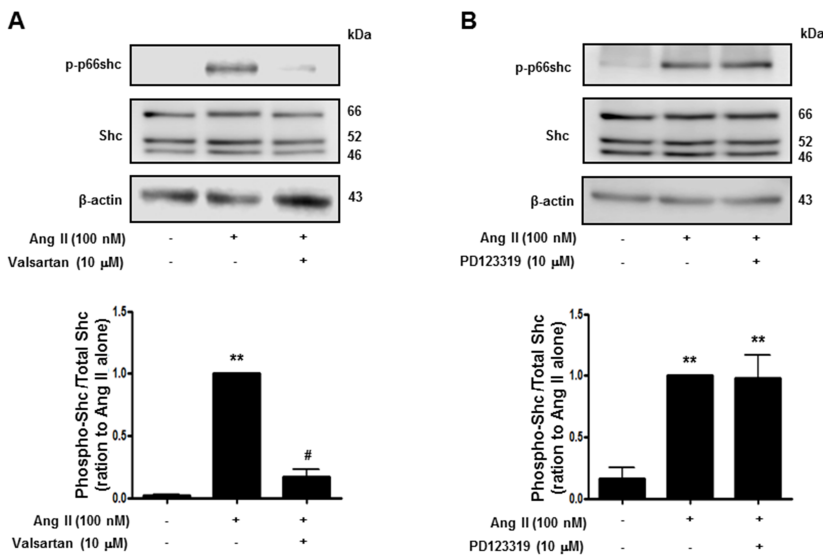 A
kDa
p-p66shc
Shc
66
52
46
β-actin
43
Ang II (100 nM) - + +
Valsartan (10 µM) - - +
Phospho-Shc/Total Shc
(ration to Ang II alone)
1.5
1.0
0.5
0.0
**
#
Ang II (100 nM) - + +
Valsartan (10 µM) - - +
B
kDa
p-p66shc
Shc
66
52
46
β-actin
43
Ang II (100 nM) - + +
PD123319 (10 µM) - - +
Phospho-Shc/Total Shc
(ration to Ang II alone)
1.5
1.0
0.5
0.0
**
**
Ang II (100 nM) - + +
PD123319 (10 µM) - - +